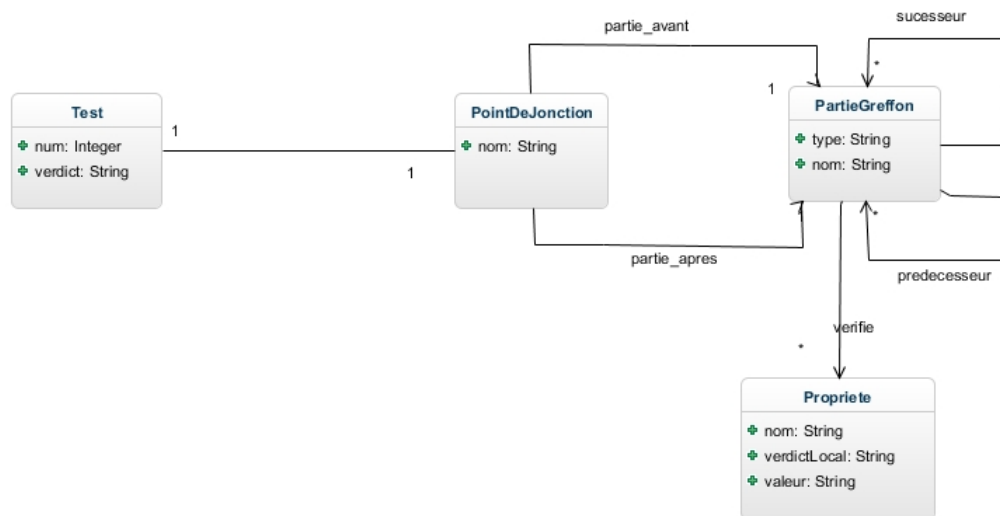 sucesseur
partie_avant
*
1
Test
num: Integer
verdict: String
1
1
PointDeJonction
nom: String
PartieGreffon
type: String
nom: String
1
*
partie_apres
predecesseur
verifie
*
Propriete
nom: String
verdictLocal: String
valeur: String